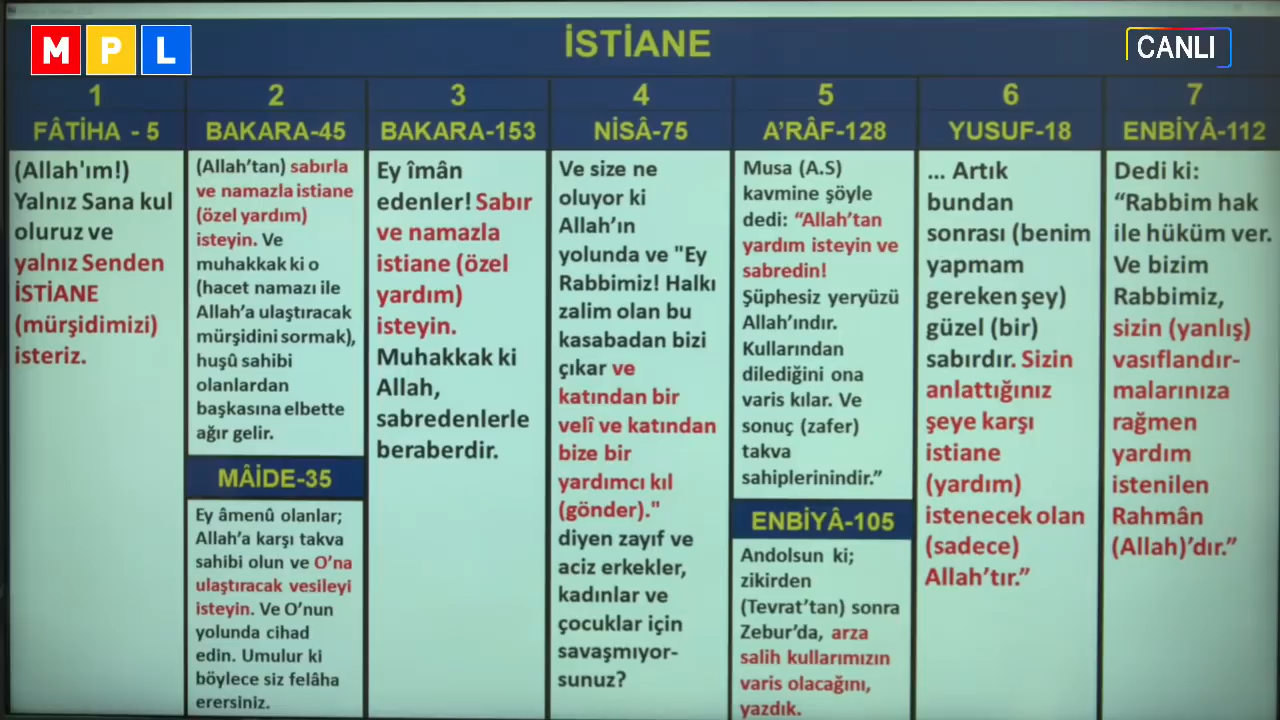 MPL
CANLI
İSTİANE
1
FÂTİHA - 5
(Allah'ım!)
Yalnız Sana kul
oluruz ve
yalnız Senden
İSTİANE
(mürşidimizi)
isteriz.
2
BAKARA-45
(Allah’tan) sabırla
ve namazla istiane
(özel yardım)
isteyin. Ve
muhakkak ki o
(hacet namazı ile
Allah’a ulaştıracak
mürşidini sormak),
huşû sahibi
olanlardan
başkasına elbette
ağır gelir.
MÂİDE-35
Ey âmenû olanlar;
Allah’a karşı takva
sahibi olun ve O’na
ulaştıracak vesileyi
isteyin. Ve O’nun
yolunda cihad
edin. Umulur ki
böylece siz felâha
erersiniz.
3
BAKARA-153
Ey îmân
edenler! Sabır
ve namazla
istiane (özel
yardım)
isteyin.
Muhakkak ki
Allah,
sabredenlerle
beraberdir.
4
NİSÂ-75
Ve size ne
oluyor ki
Allah’ın
yolunda ve "Ey
Rabbimiz! Halkı
zalim olan bu
kasabadan bizi
çıkar ve
katından bir
velî ve katından
bize bir
yardımcı kıl
(gönder)."
diyen zayıf ve
aciz erkekler,
kadınlar ve
çocuklar için
savaşmıyor-
sunuz?
5
A’RÂF-128
Musa (A.S)
kavmine şöyle
dedi: “Allah’tan
yardım isteyin ve
sabredin!
Şüphesiz yeryüzü
Allah’ındır.
Kullarından
dilediğini ona
varis kılar. Ve
sonuç (zafer)
takva
sahiplerinindir.”
ENBİYÂ-105
Andolsun ki;
zikirden
(Tevrat’tan) sonra
Zebur’da, arza
salih kullarımızın
varis olacağını,
yazdık.
6
YUSUF-18
... Artık
bundan
sonrası (benim
yapmam
gereken şey)
güzel (bir)
sabırdır. Sizin
anlattığınız
şeye karşı
istiane
(yardım)
istenecek olan
(sadece)
Allah’tır.”
7
ENBİYÂ-112
Dedi ki:
“Rabbim hak
ile hüküm ver.
Ve bizim
Rabbimiz,
sizin (yanlış)
vasıflandır-
malarınıza
rağmen
yardım
istenilen
Rahmân
(Allah)’dır.”